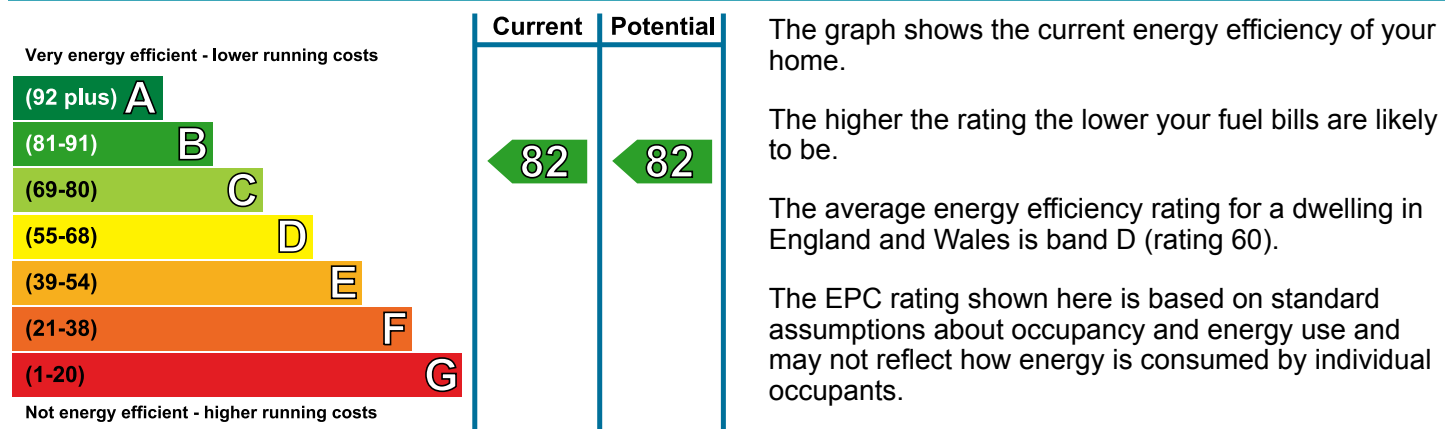 Current Potential
Very energy efficient - lower running costs
(92 plus) A
(81-91) B
82 82
(69-80) C
(55-68) D
(39-54) E
(21-38) F
(1-20) G
Not energy efficient - higher running costs
The graph shows the current energy efficiency of your
home.
The higher the rating the lower your fuel bills are likely
to be.
The average energy efficiency rating for a dwelling in
England and Wales is band D (rating 60).
The EPC rating shown here is based on standard
assumptions about occupancy and energy use and
may not reflect how energy is consumed by individual
occupants.